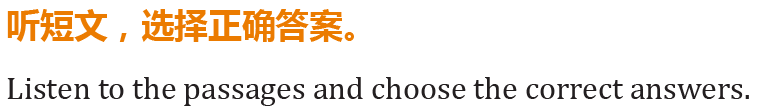 听短文，选择正确答案。
Listen to the passages and choose the correct answers.